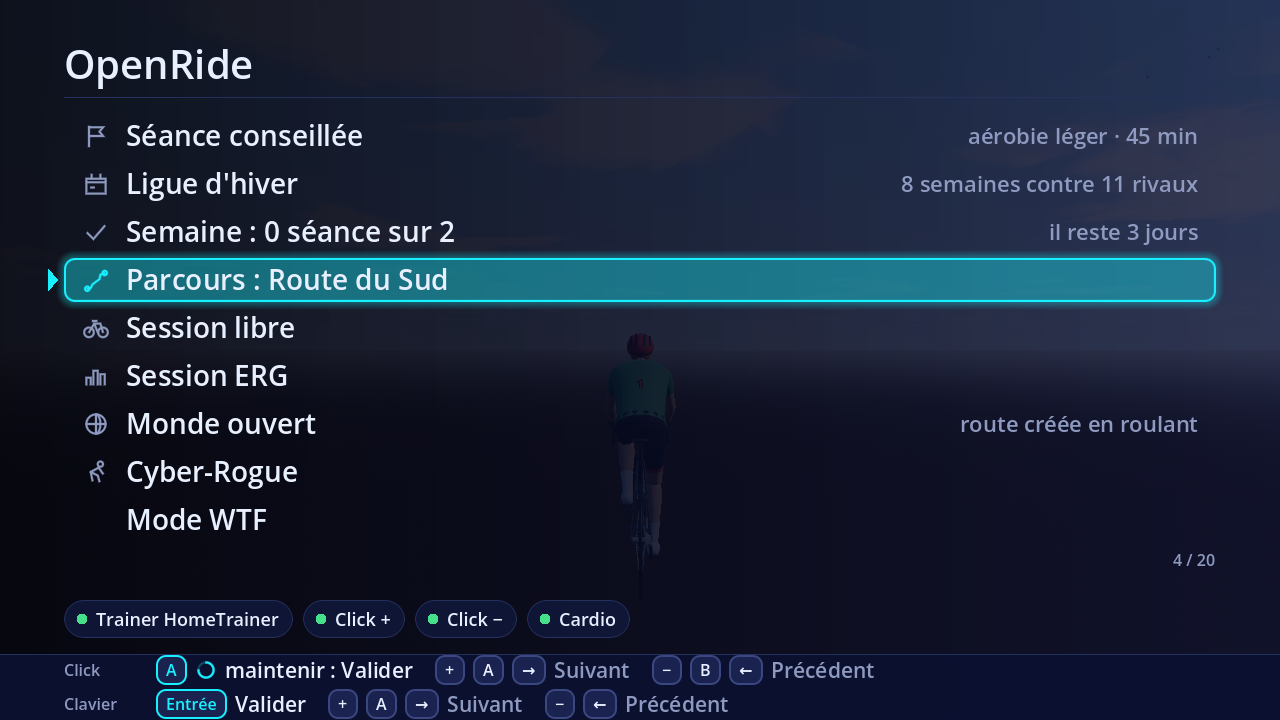 OpenRide
Séance conseillée aérobie léger · 45 min
Ligue d'hiver 8 semaines contre 11 rivaux
Semaine : 0 séance sur 2 il reste 3 jours
Parcours : Route du Sud
Session libre
Session ERG
Monde ouvert route créée en roulant
Cyber-Rogue
Mode WTF
4 / 20
Trainer HomeTrainer Click + Click − Cardio
Click A maintenir : Valider + A → Suivant − B ← Précédent
Clavier Entrée Valider + A → Suivant − ← Précédent